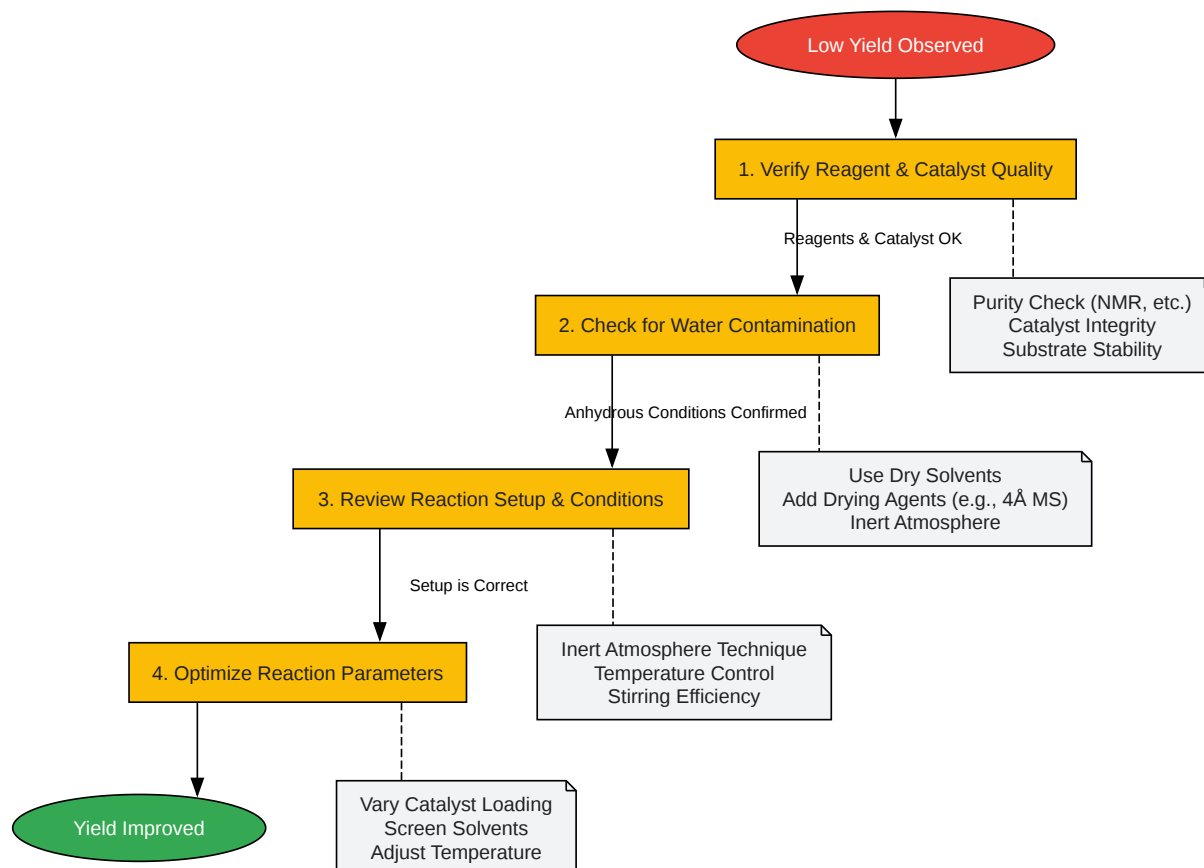 Low Yield Observed
1. Verify Reagent & Catalyst Quality
Reagents & Catalyst OK
Purity Check (NMR, etc.)
Catalyst Integrity
Substrate Stability
2. Check for Water Contamination
Anhydrous Conditions Confirmed
Use Dry Solvents
Add Drying Agents (e.g., 4Å MS)
Inert Atmosphere
3. Review Reaction Setup & Conditions
Setup is Correct
Inert Atmosphere Technique
Temperature Control
Stirring Efficiency
4. Optimize Reaction Parameters
Vary Catalyst Loading
Screen Solvents
Adjust Temperature
Yield Improved